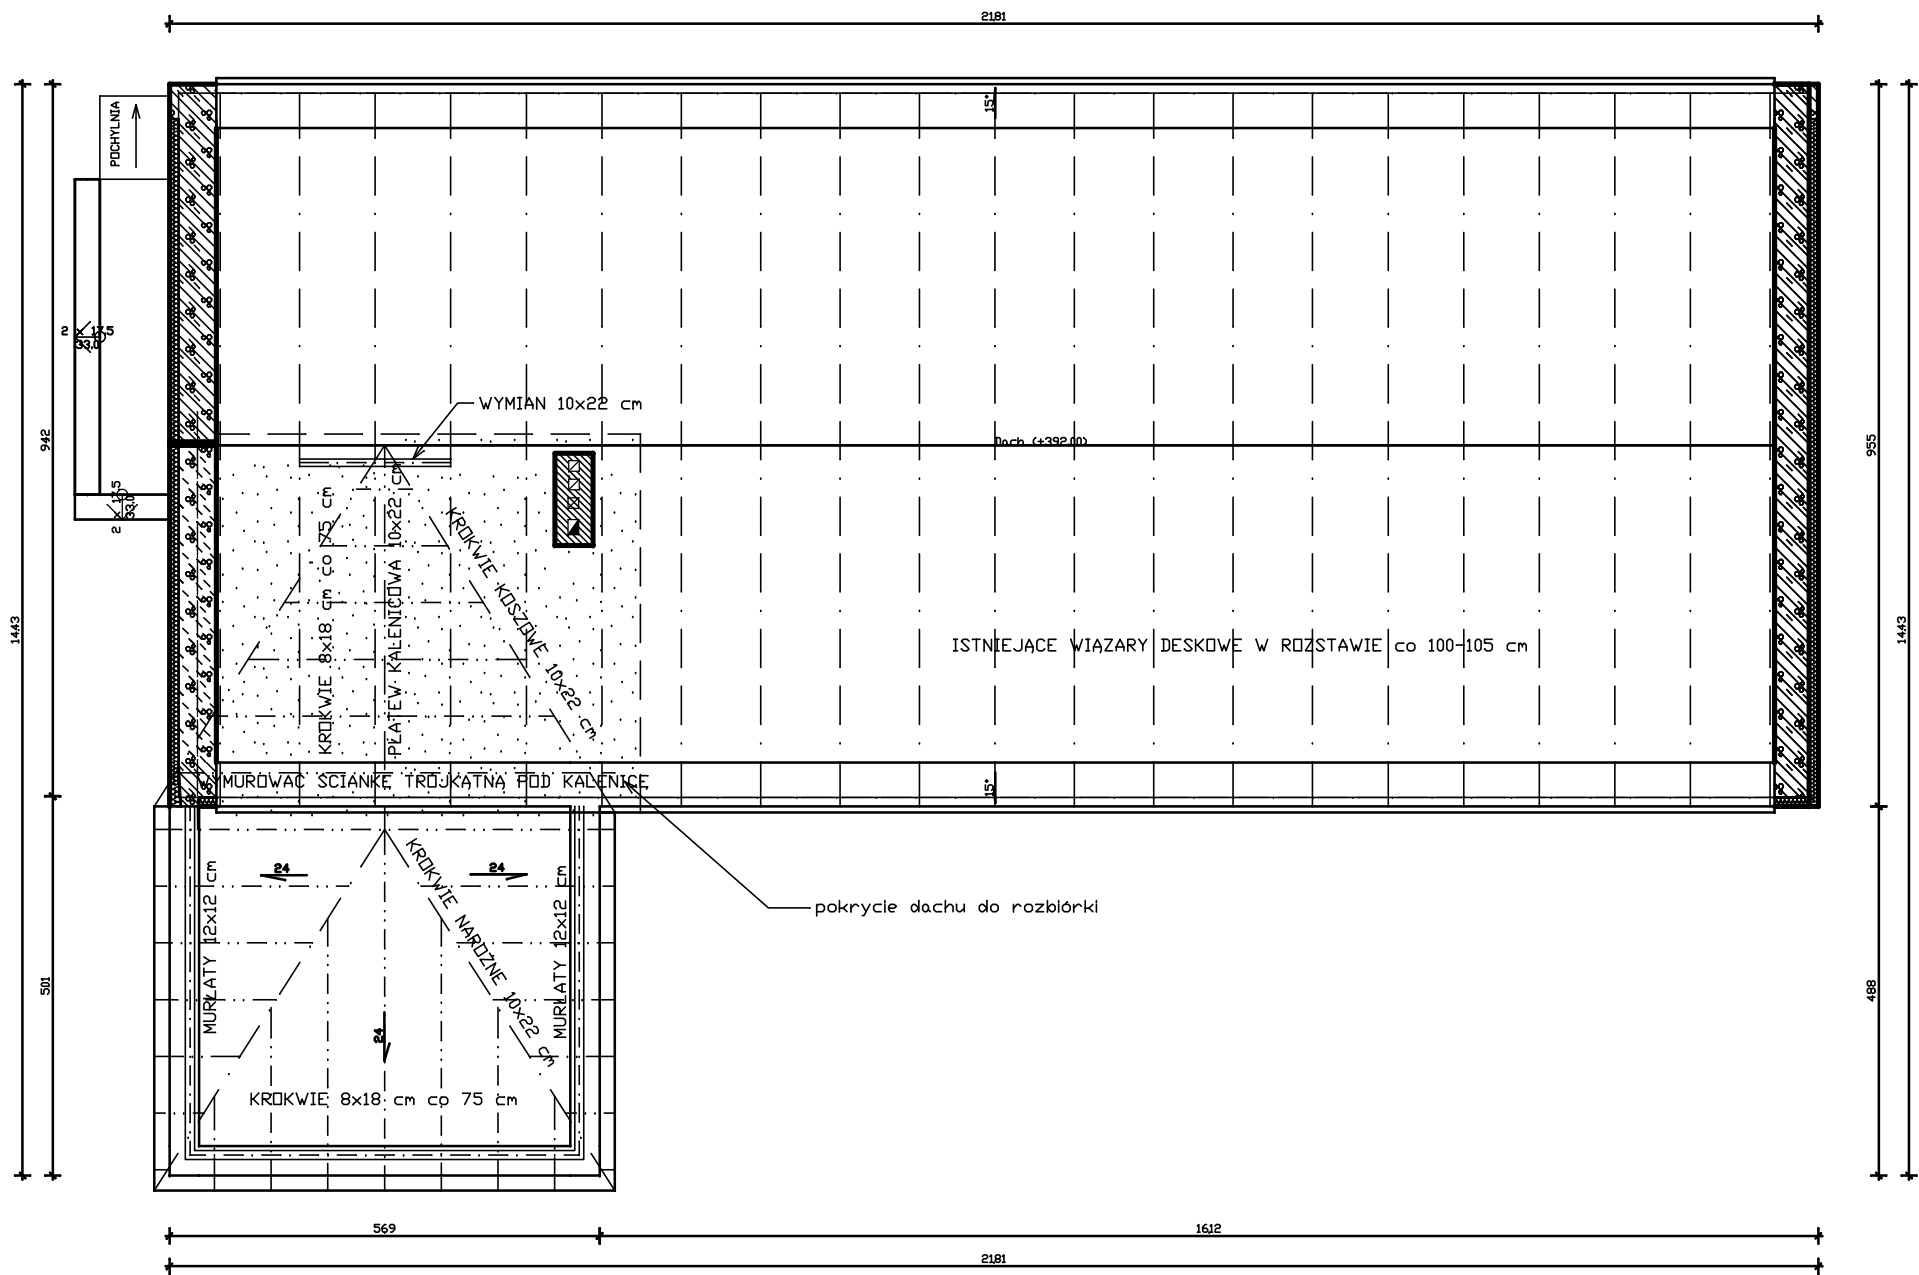 2181
POCHYLNIA
15°
942
955
1443
1443
2 x 17,5
33,0
WYMIAN 10x22 cm
Dach (+392.00)
2 x 17,5
33,0
KROKWIE 8x18 cm co 75 cm
PŁATEW KALENICOWA 10x22 cm
KROKWIE KOSZOWE 10x22 cm
ISTNIEJĄCE WIĄZARY DESKOWE W ROZSTAWIE co 100-105 cm
MUROWAĆ ŚCIANKĘ TRÓJKĄTNĄ POD KALENICĘ
15°
24
24
KROKWIE NAROŻNE 10x22 cm
MURŁATY 12x12 cm
MURŁATY 12x12 cm
pokrycie dachu do rozbiórki
501
488
24
KROKWIE 8x18 cm co 75 cm
569
1612
2181